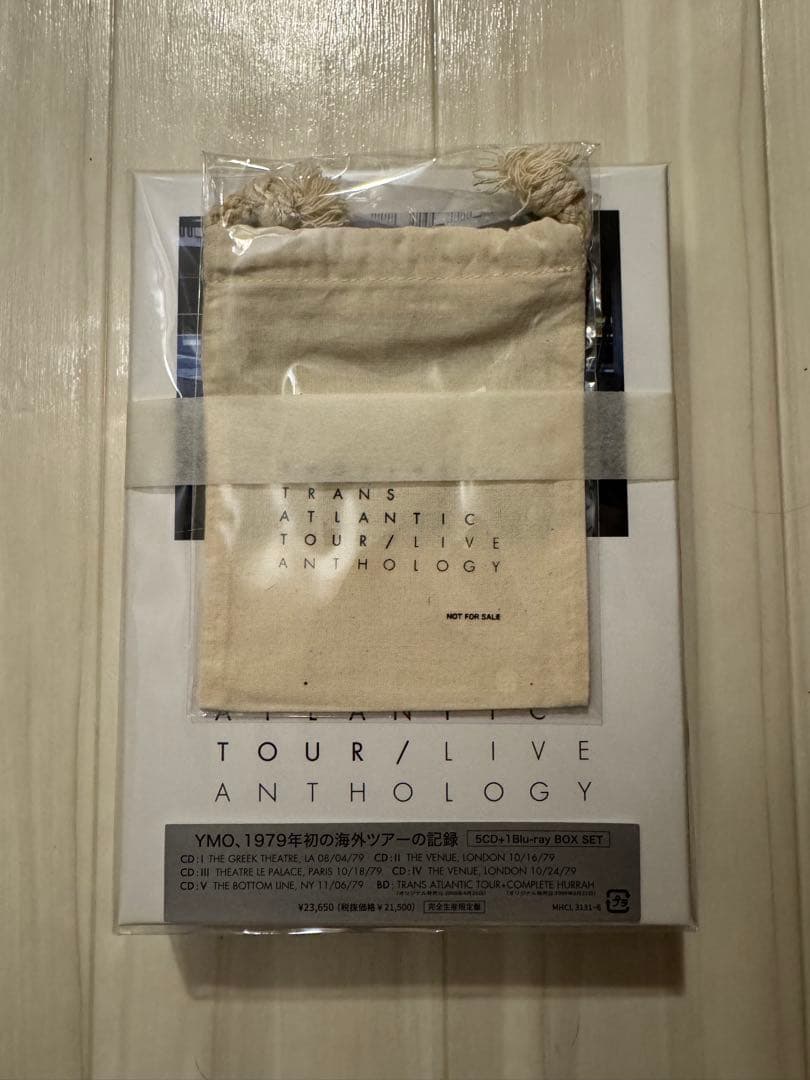 TRANS
ATLANTIC
TOUR/LIVE
ANTHOLOGY
NOT FOR SALE
ATLANTIC
TOUR/LIVE
ANTHOLOGY
YMO、1979年初の海外ツアーの記録 5CD+1Blu-ray BOX SET
CD:I THE GREEK THEATRE, LA 08/04/79 CD:II THE VENUE, LONDON 10/16/79
CD:III THEATRE LE PALACE, PARIS 10/18/79 CD:IV THE VENUE, LONDON 10/24/79
CD:V THE BOTTOM LINE, NY 11/06/79 BD: TRANS ATLANTIC TOUR+COMPLETE HURRAH
¥23,650（税抜価格￥21,500） 完全生産限定盤 MHCL 3131~6 プラ